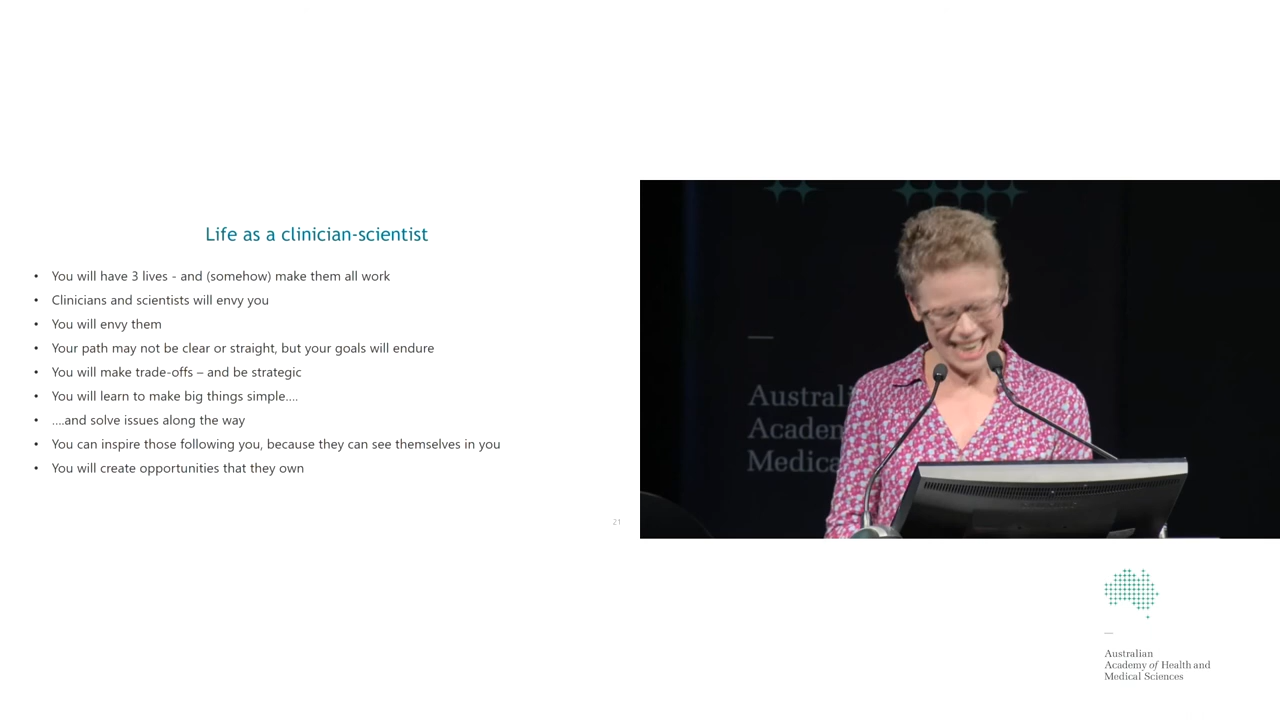 Life as a clinician-scientist
• You will have 3 lives - and (somehow) make them all work
• Clinicians and scientists will envy you
• You will envy them
• Your path may not be clear or straight, but your goals will endure
• You will make trade-offs – and be strategic
• You will learn to make big things simple....
• ....and solve issues along the way
• You can inspire those following you, because they can see themselves in you
• You will create opportunities that they own
21
Australi
Academ
Medica
Australian
Academy of Health and
Medical Sciences